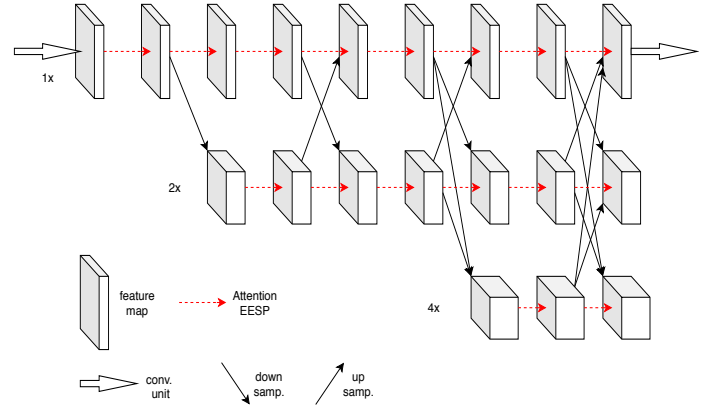 1x
2x
4x
feature
map
Attention
EESP
conv.
unit
down
samp.
up
samp.